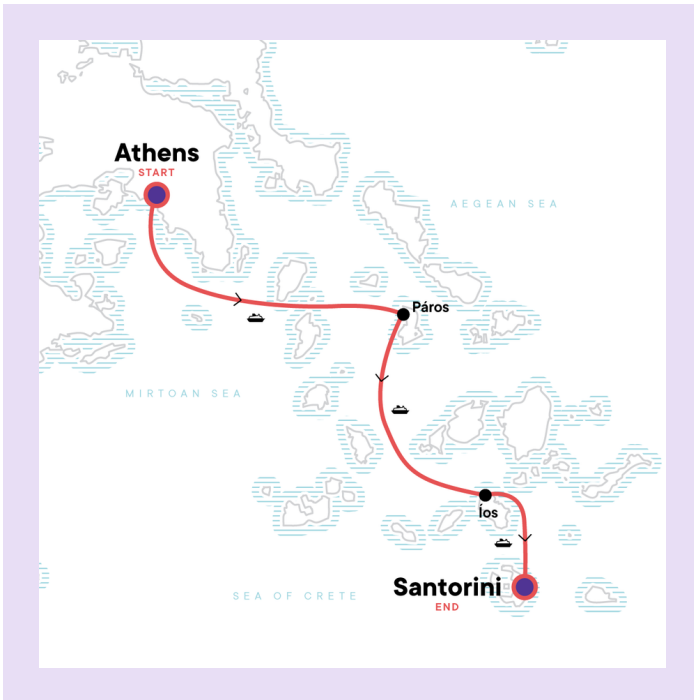 Athens
START
AEGEAN SEA
Páros
MIRTOAN SEA
Íos
Santorini
SEA OF CRETE
END